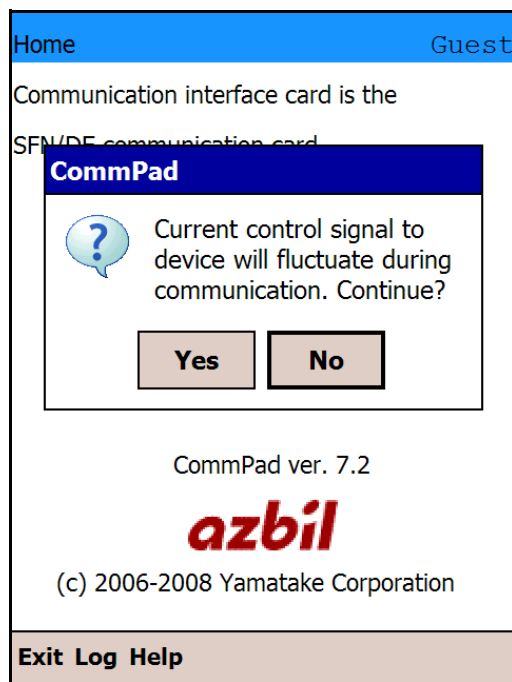 Home Guest
Communication interface card is the
SFN/DE communication card
CommPad
?
Current control signal to
device will fluctuate during
communication. Continue?
Yes No
CommPad ver. 7.2
azbil
(c) 2006-2008 Yamatake Corporation
Exit Log Help